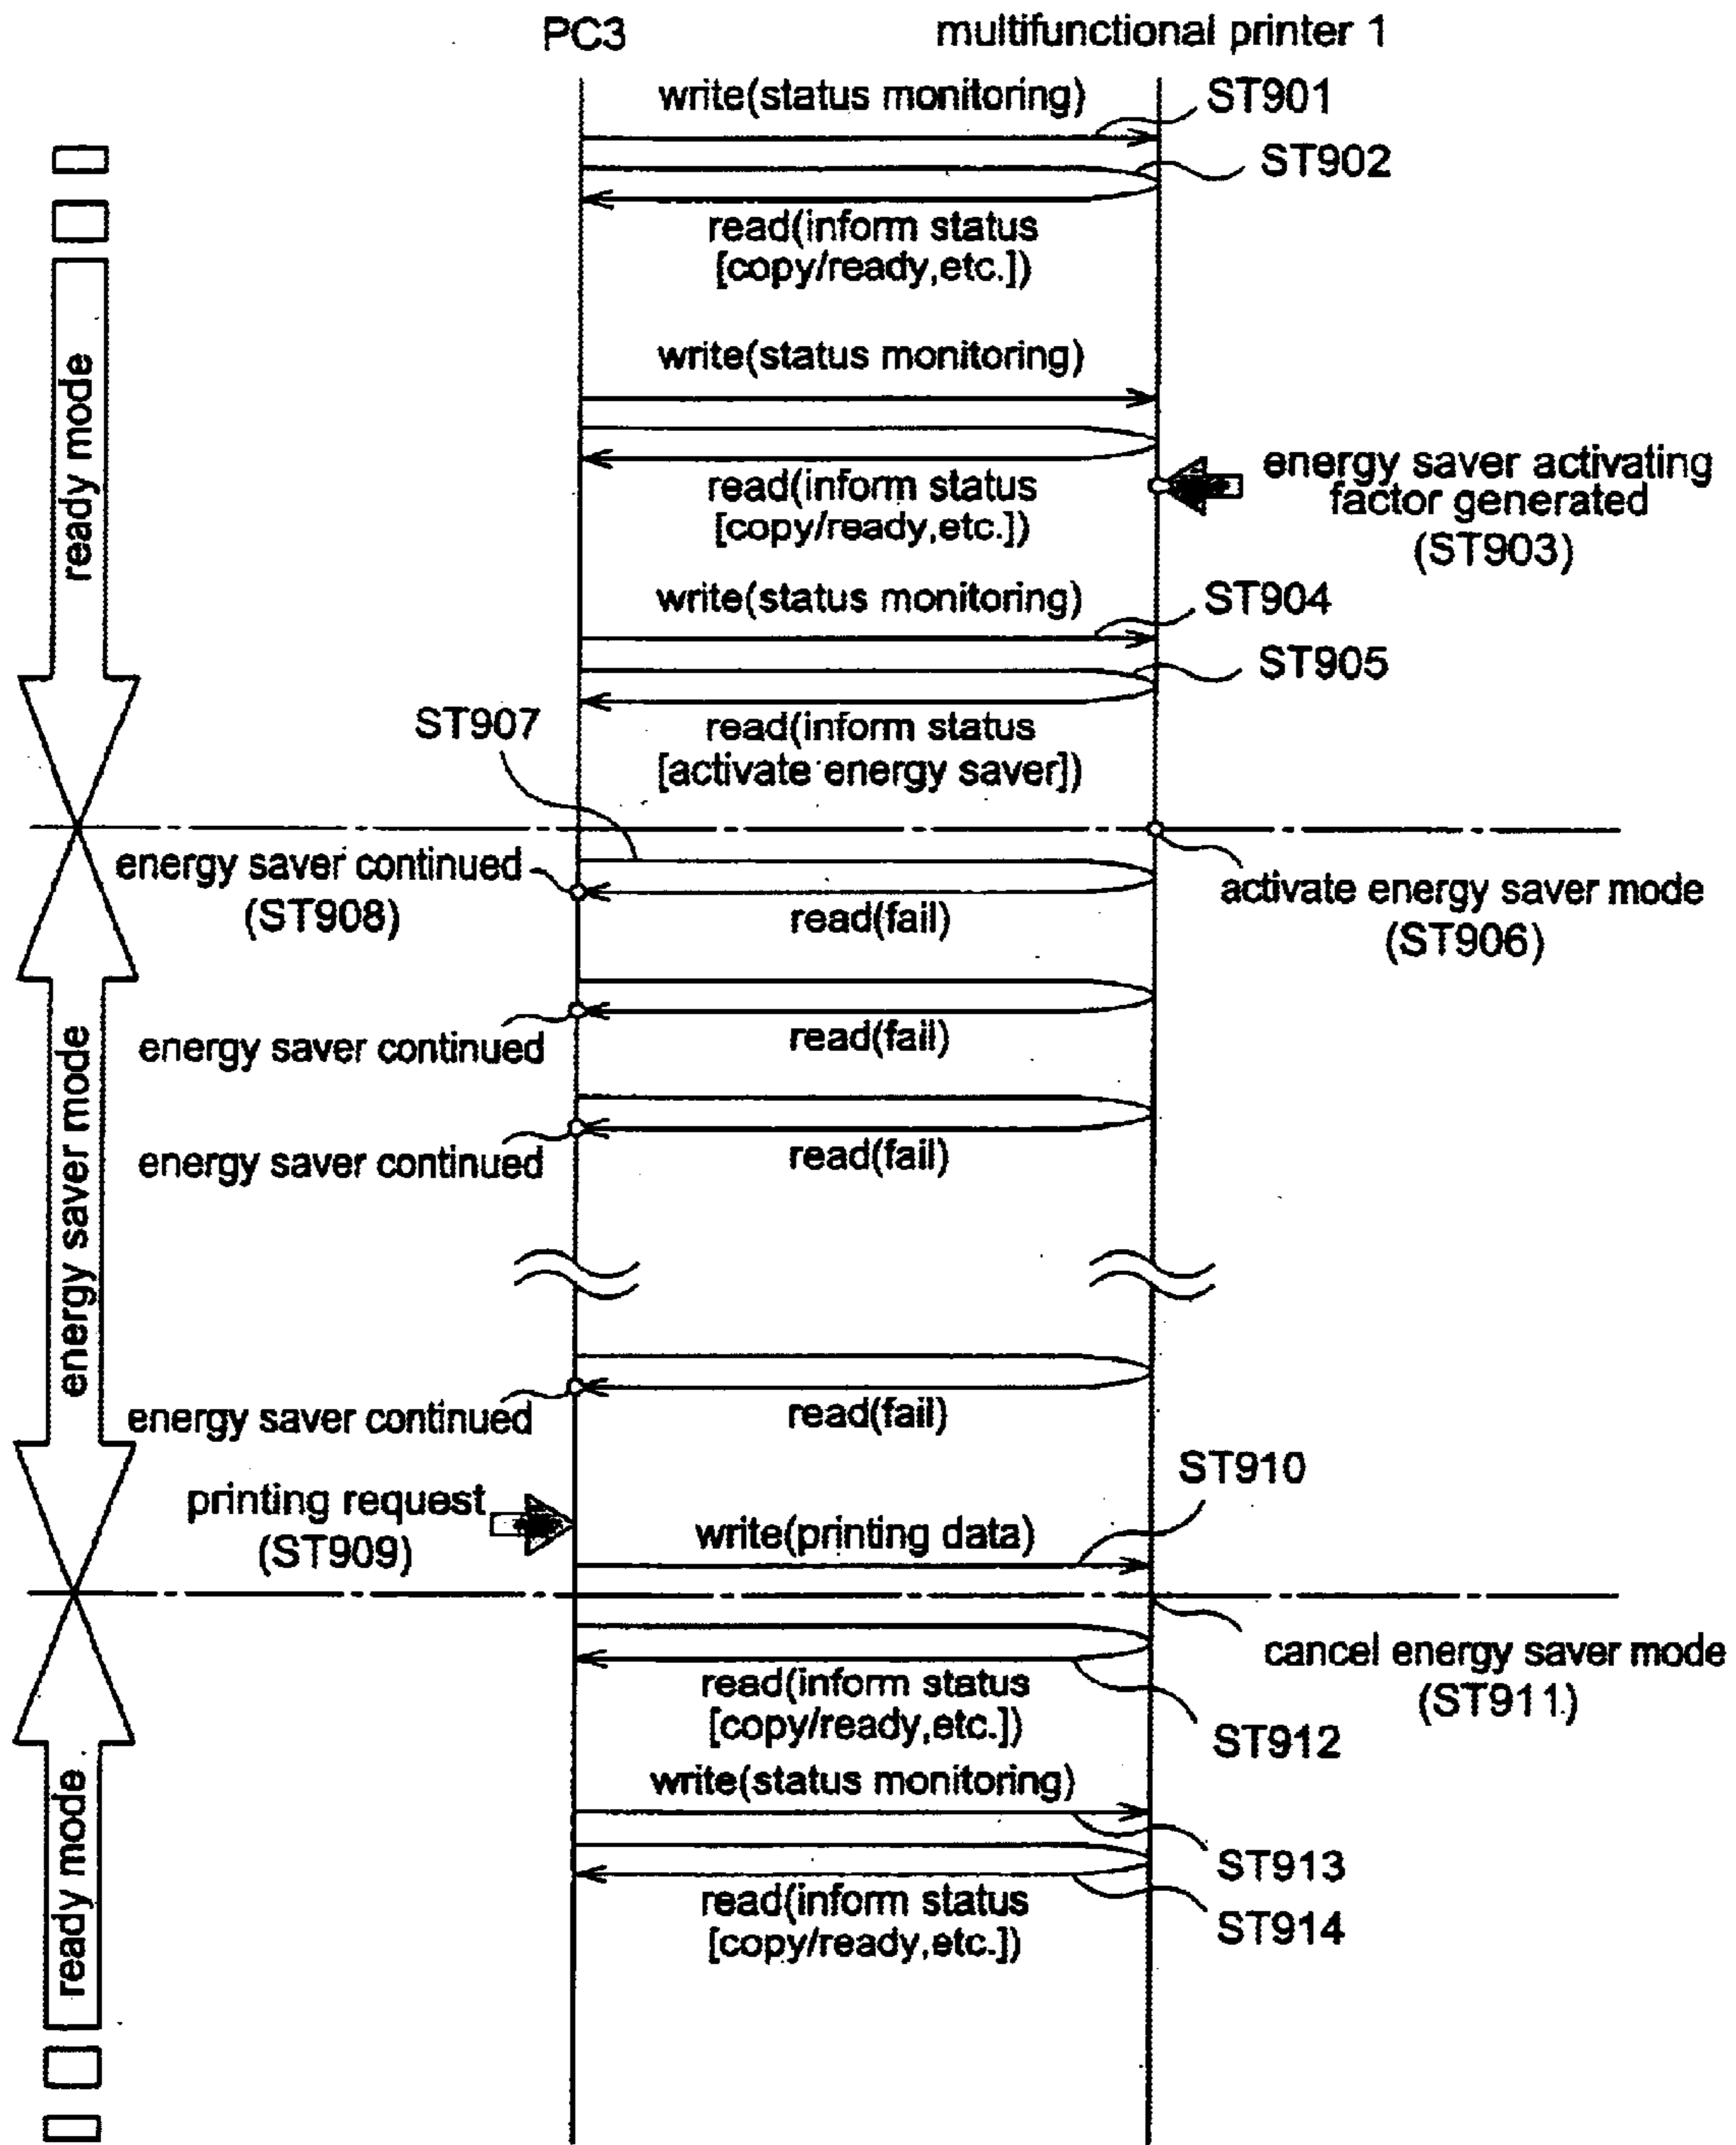 PC3
multifunctional printer 1
write(status monitoring)
ST901
ST902
read(inform status
[copy/ready,etc.])
write(status monitoring)
ready mode
read(inform status
[copy/ready,etc.])
energy saver activating
factor generated
(ST903)
write(status monitoring)
ST904
ST905
ST907
read(inform status
[activate energy saver])
energy saver continued
(ST908)
read(fail)
activate energy saver mode
(ST906)
energy saver continued
read(fail)
energy saver mode
energy saver continued
read(fail)
energy saver continued
read(fail)
ST910
printing request
(ST909)
write(printing data)
cancel energy saver mode
(ST911)
read(inform status
[copy/ready,etc.])
ST912
write(status monitoring)
ready mode
ST913
read(inform status
[copy/ready,etc.])
ST914